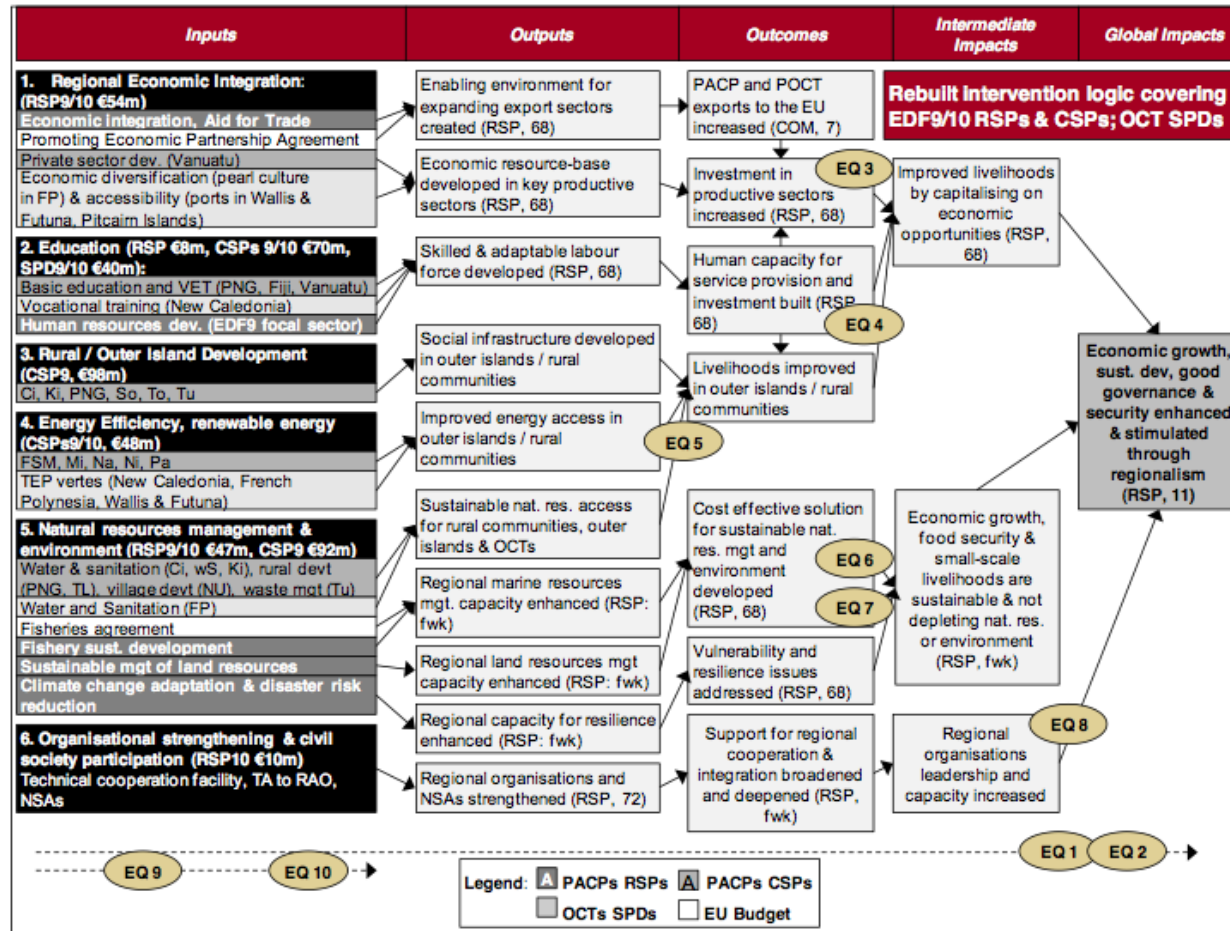 Inputs
Outputs
Outcomes
Intermediate
Impacts
Global Impacts
1. Regional Economic Integration:
(RSP9/10 €54m)
Economic integration, Aid for Trade
Promoting Economic Partnership Agreement
Private sector dev. (Vanuatu)
Economic diversification (pearl culture
in FP) & accessibility (ports in Wallis &
Futuna, Pitcairn Islands)
2. Education (RSP €8m, CSPs 9/10 €70m,
SPD9/10 €40m):
Basic education and VET (PNG, Fiji, Vanuatu)
Vocational training (New Caledonia)
Human resources dev. (EDF9 focal sector)
3. Rural / Outer Island Development
(CSP9, €98m)
Ci, Ki, PNG, So, To, Tu
4. Energy Efficiency, renewable energy
(CSPs9/10, €48m)
FSM, Mi, Na, Ni, Pa
TEP vertes (New Caledonia, French
Polynesia, Wallis & Futuna)
5. Natural resources management &
environment (RSP9/10 €47m, CSP9 €92m)
Water & sanitation (Ci, wS, Ki), rural devt
(PNG, TL), village devt (NU), waste mgt (Tu)
Water and Sanitation (FP)
Fisheries agreement
Fishery sust. development
Sustainable mgt of land resources
Climate change adaptation & disaster risk
reduction
6. Organisational strengthening & civil
society participation (RSP10 €10m)
Technical cooperation facility, TA to RAO,
NSAs
Enabling environment for
expanding export sectors
created (RSP, 68)
Economic resource-base
developed in key productive
sectors (RSP, 68)
Skilled & adaptable labour
force developed (RSP, 68)
Social infrastructure developed
in outer islands / rural
communities
Improved energy access in
outer islands / rural
communities
Sustainable nat. res. access
for rural communities, outer
islands & OCTs
Regional marine resources
mgt. capacity enhanced (RSP:
fwk)
Regional land resources mgt
capacity enhanced (RSP: fwk)
Regional capacity for resilience
enhanced (RSP: fwk)
Regional organisations and
NSAs strengthened (RSP, 72)
PACP and POCT
exports to the EU
increased (COM, 7)
Investment in
productive sectors
increased (RSP, 68)
Human capacity for
service provision and
investment built (RSP,
68)
Livelihoods improved
in outer islands / rural
communities
Cost effective solution
for sustainable nat.
res. mgt and
environment
developed
(RSP, 68)
Vulnerability and
resilience issues
addressed (RSP, 68)
Support for regional
cooperation &
integration broadened
and deepened (RSP,
fwk)
Rebuilt intervention logic covering
EDF9/10 RSPs & CSPs; OCT SPDs
Improved livelihoods
by capitalising on
economic
opportunities (RSP,
68)
Economic growth,
food security &
small-scale
livelihoods are
sustainable & not
depleting nat. res.
or environment
(RSP, fwk)
Regional
organisations
leadership and
capacity increased
Economic growth,
sust. dev, good
governance &
security enhanced
& stimulated
through
regionalism
(RSP, 11)
EQ 3
EQ 4
EQ 5
EQ 6
EQ 7
EQ 8
EQ 9
EQ 10
EQ 1
EQ 2
Legend: A PACPs RSPs A PACPs CSPs
OCTs SPDs EU Budget